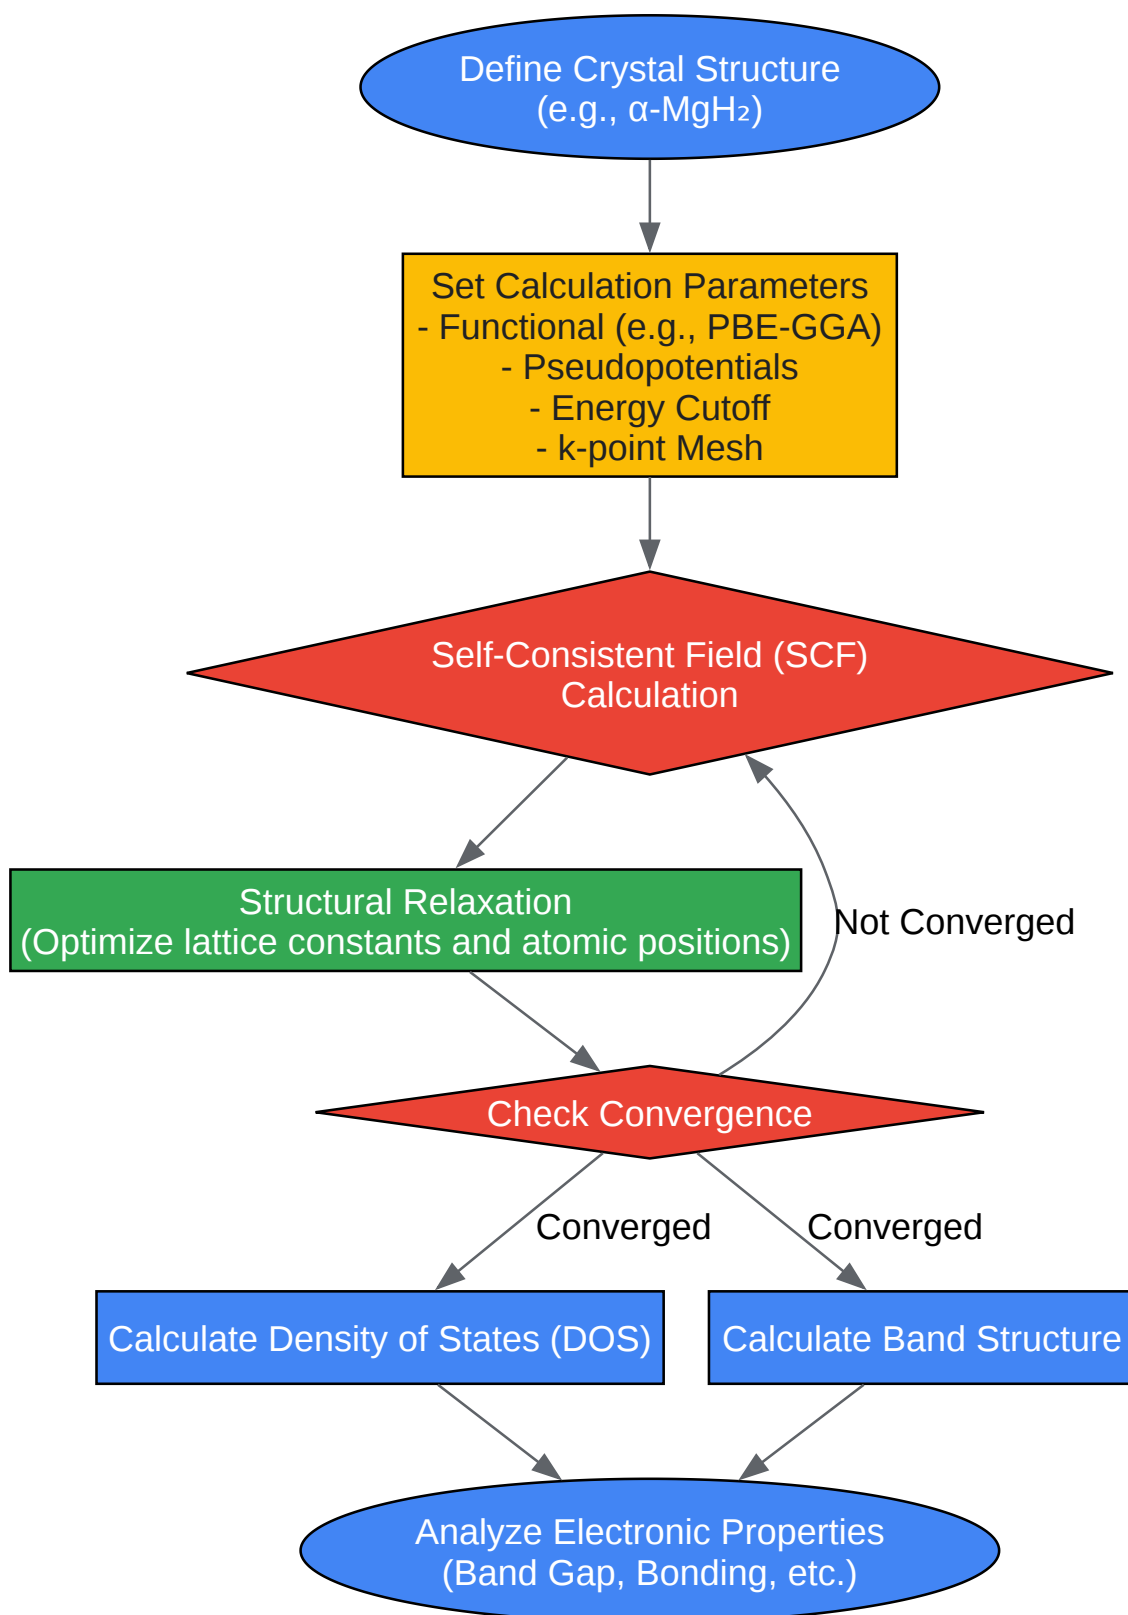 Define Crystal Structure
(e.g., α-MgH₂)
Set Calculation Parameters
- Functional (e.g., PBE-GGA)
- Pseudopotentials
- Energy Cutoff
- k-point Mesh
Self-Consistent Field (SCF)
Calculation
Structural Relaxation
(Optimize lattice constants and atomic positions)
Not Converged
Check Convergence
Converged
Converged
Calculate Density of States (DOS)
Calculate Band Structure
Analyze Electronic Properties
(Band Gap, Bonding, etc.)